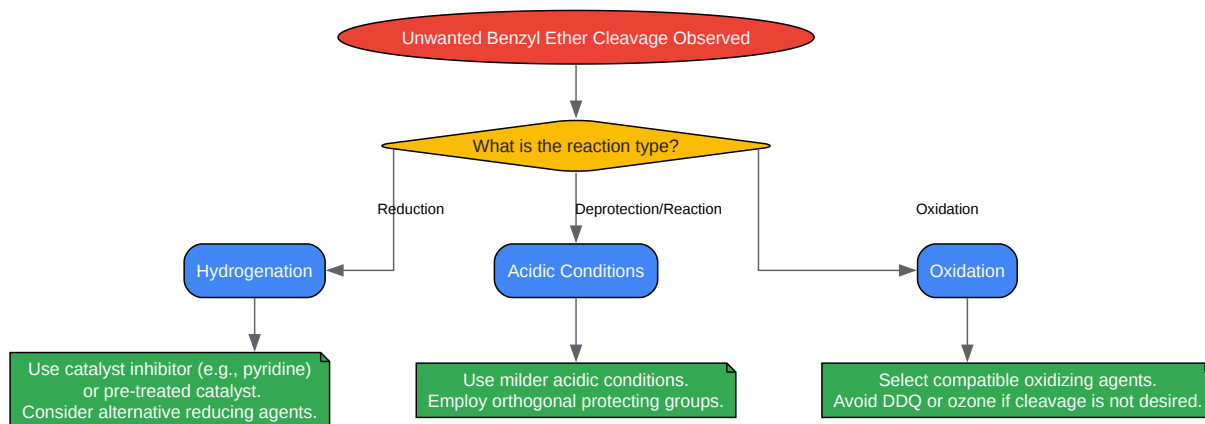 Unwanted Benzyl Ether Cleavage Observed
What is the reaction type?
Reduction
Deprotection/Reaction
Oxidation
Hydrogenation
Acidic Conditions
Oxidation
Use catalyst inhibitor (e.g., pyridine)
or pre-treated catalyst.
Consider alternative reducing agents.
Use milder acidic conditions.
Employ orthogonal protecting groups.
Select compatible oxidizing agents.
Avoid DDQ or ozone if cleavage is not desired.